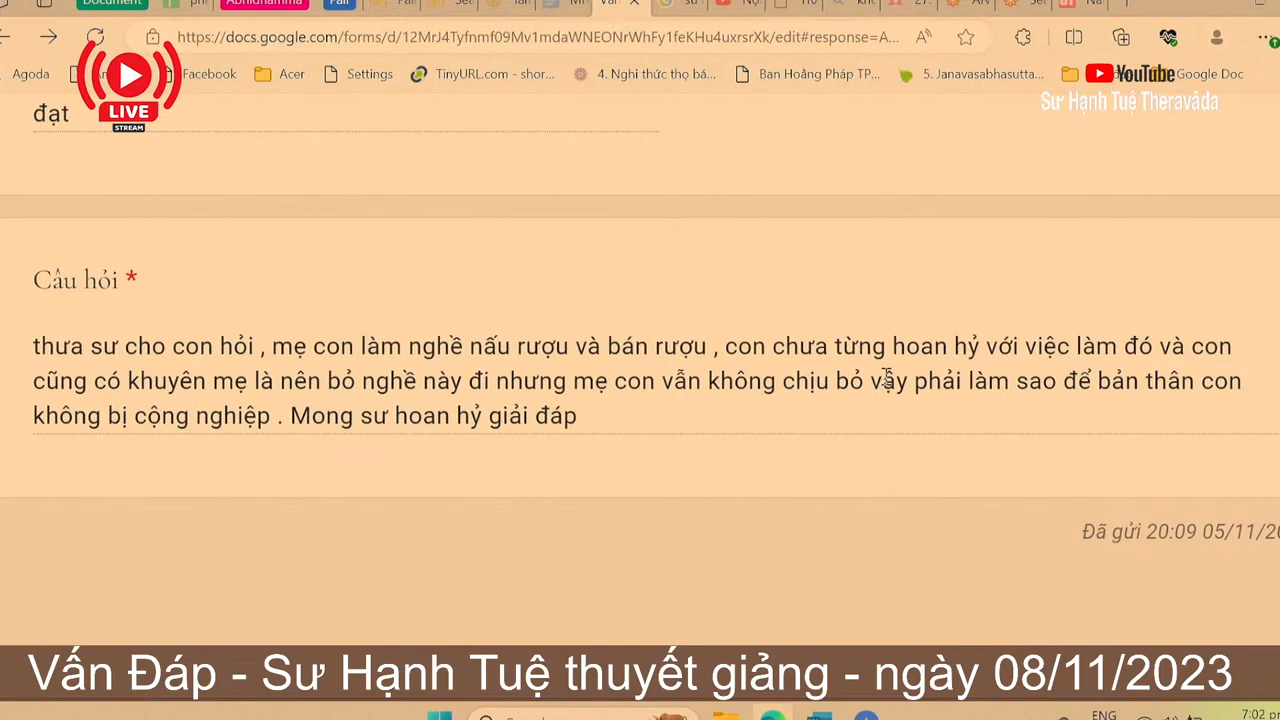 Document
Abhidhamma
https://docs.google.com/forms/d/12MrJ4Tyfnmf09Mv1mdaWNEONrWhFy1feKHu4uxrsrXk/edit#response=A...
Agoda
Facebook
Acer
Settings
TinyURL.com - shor...
4. Nghi thức thọ bá...
Ban Hoằng Pháp TP...
5. Janavasabhasutta...
YouTube
Google Doc
LIVE
STREAM
Sư Hạnh Tuệ Theravāda
đạt
Câu hỏi *
thưa sư cho con hỏi , mẹ con làm nghề nấu rượu và bán rượu , con chưa từng hoan hỷ với việc làm đó và con
cũng có khuyên mẹ là nên bỏ nghề này đi nhưng mẹ con vẫn không chịu bỏ vậy phải làm sao để bản thân con
không bị cộng nghiệp . Mong sư hoan hỷ giải đáp
Đã gửi 20:09 05/11/20
Vấn Đáp - Sư Hạnh Tuệ thuyết giảng - ngày 08/11/2023
ENG
7:02